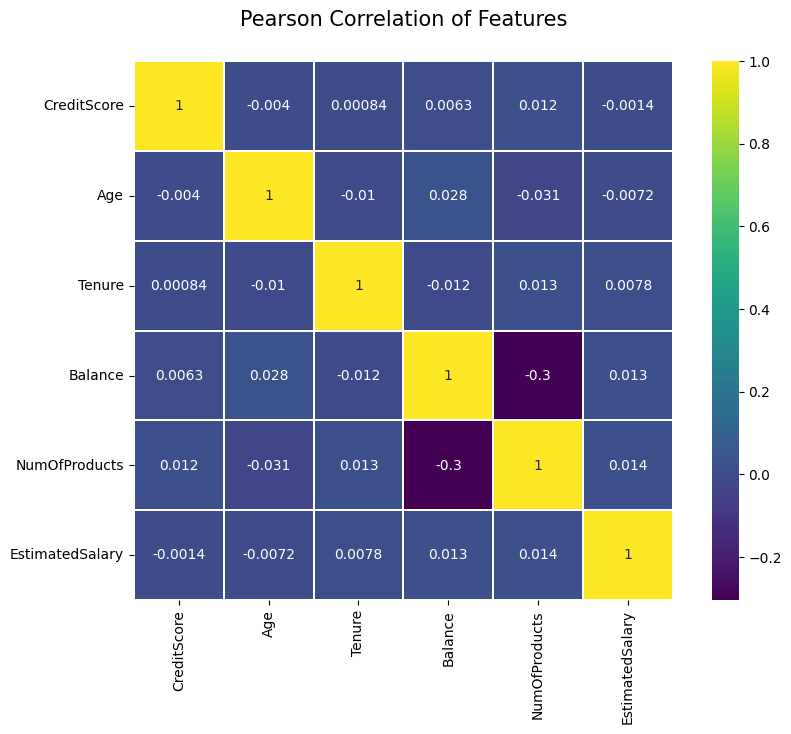 Pearson Correlation of Features
CreditScore 1 -0.004 0.00084 0.0063 0.012 -0.0014
Age -0.004 1 -0.01 0.028 -0.031 -0.0072
Tenure 0.00084 -0.01 1 -0.012 0.013 0.0078
Balance 0.0063 0.028 -0.012 1 -0.3 0.013
NumOfProducts 0.012 -0.031 0.013 -0.3 1 0.014
EstimatedSalary -0.0014 -0.0072 0.0078 0.013 0.014 1
CreditScore
Age
Tenure
Balance
NumOfProducts
EstimatedSalary
1.0
0.8
0.6
0.4
0.2
0.0
−0.2